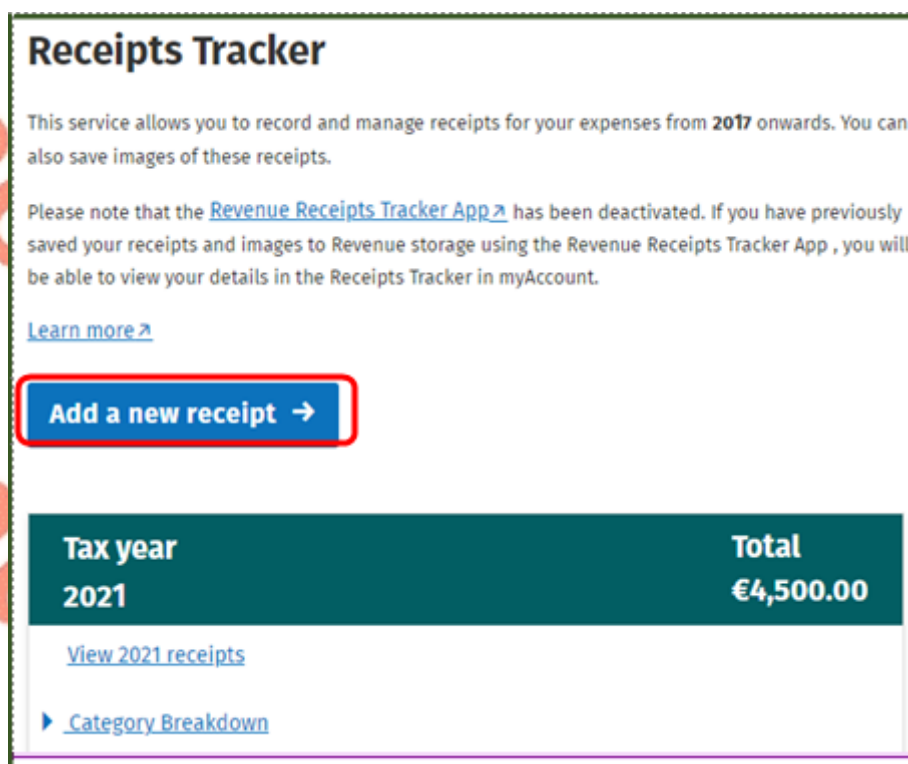 Receipts Tracker
This service allows you to record and manage receipts for your expenses from 2017 onwards. You can
also save images of these receipts.
Please note that the Revenue Receipts Tracker App has been deactivated. If you have previously
saved your receipts and images to Revenue storage using the Revenue Receipts Tracker App , you will
be able to view your details in the Receipts Tracker in myAccount.
Learn more
Add a new receipt →
Tax year Total
2021 €4,500.00
View 2021 receipts
Category Breakdown